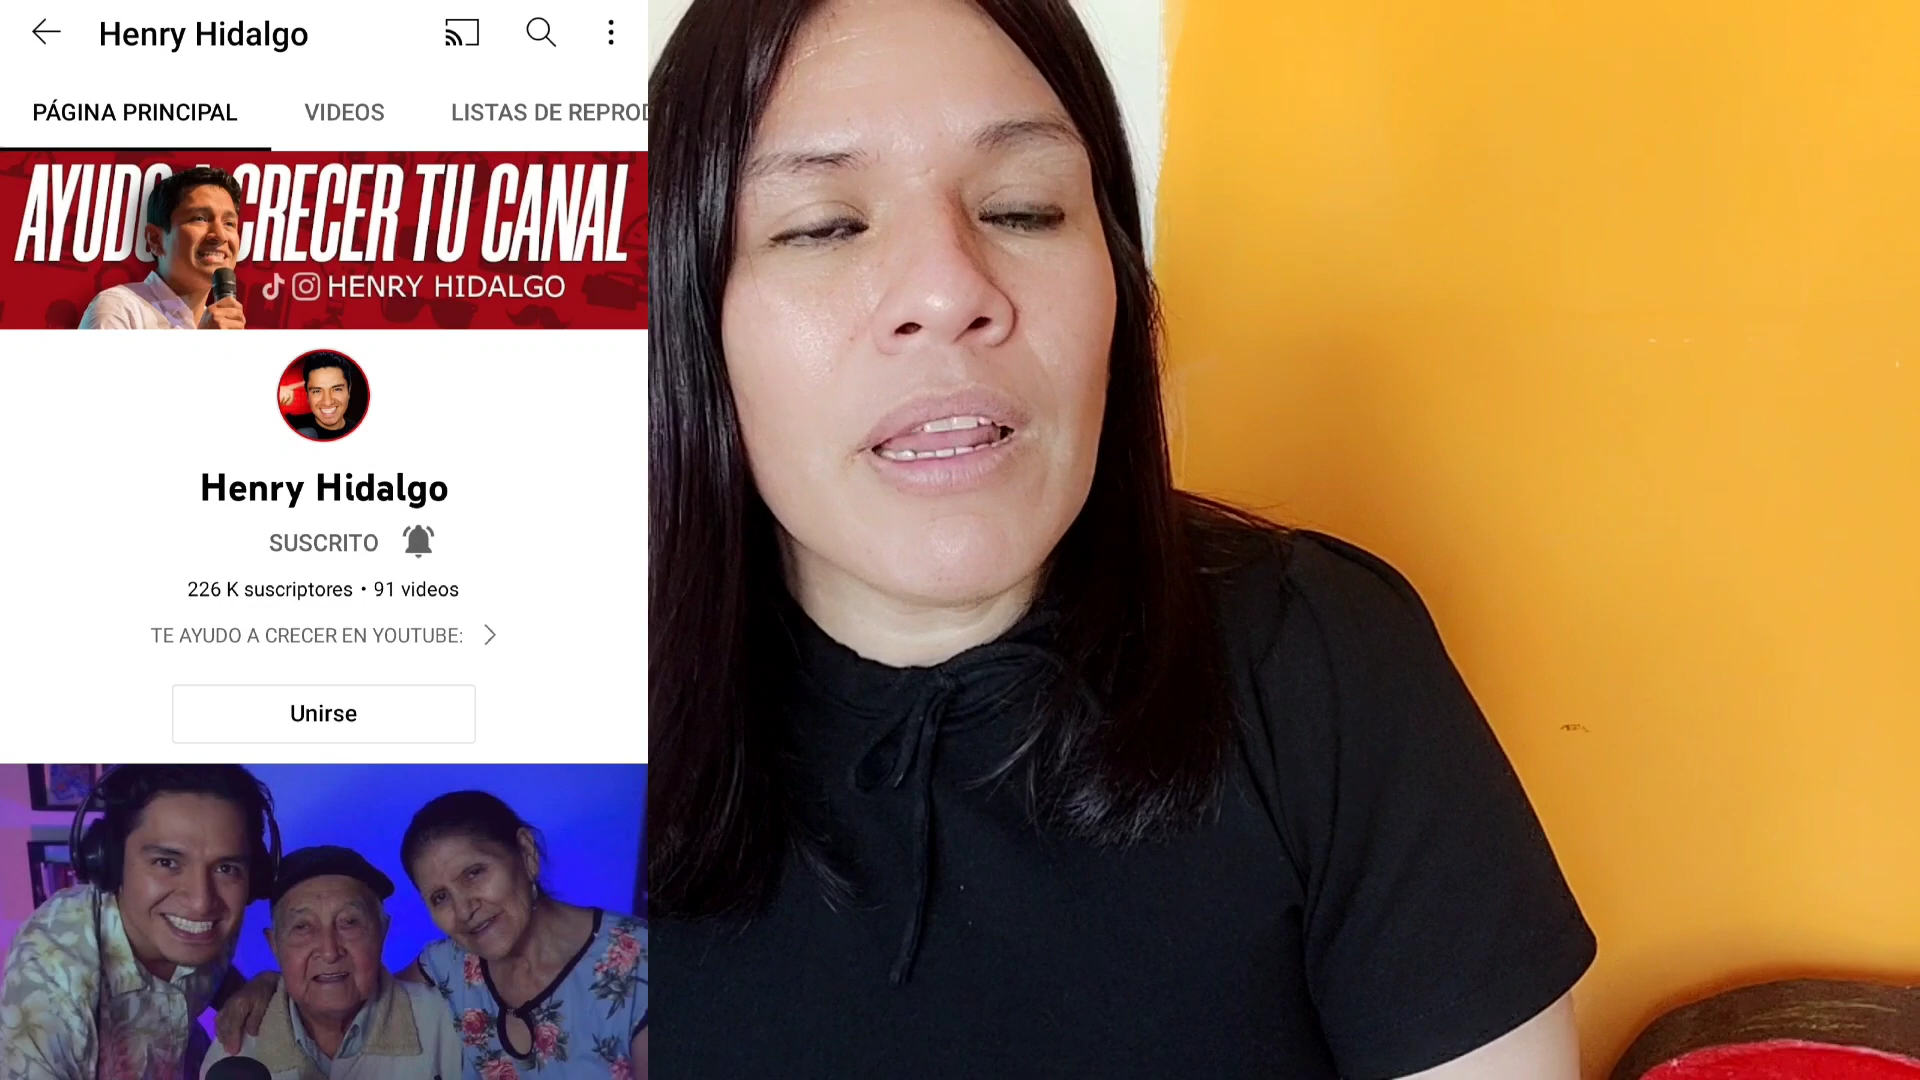 Henry Hidalgo
PÁGINA PRINCIPAL VIDEOS LISTAS DE REPROD
AYUDO A CRECER TU CANAL
HENRY HIDALGO
Henry Hidalgo
SUSCRITO
226 K suscriptores • 91 videos
TE AYUDO A CRECER EN YOUTUBE:
Unirse